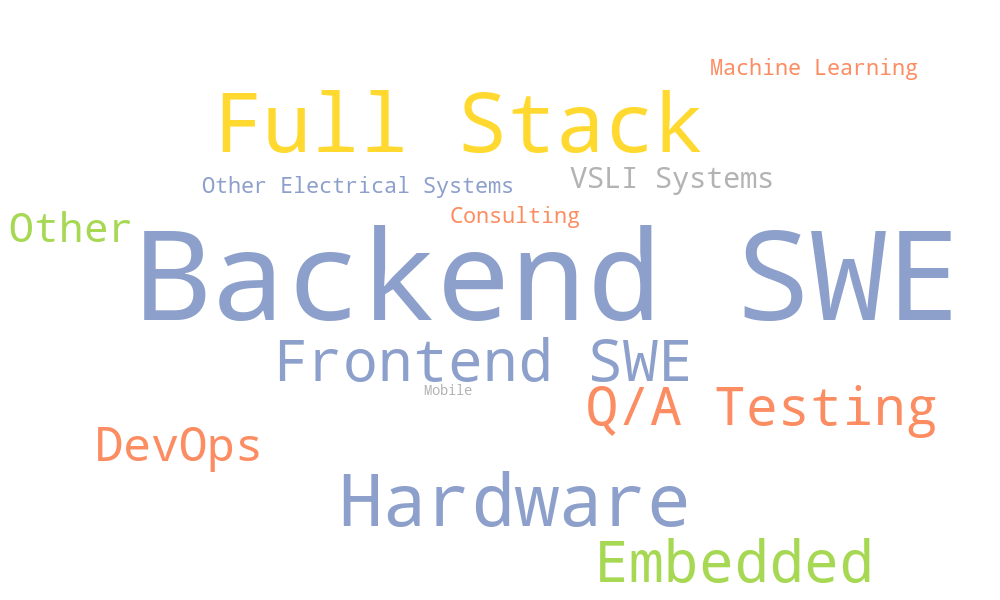 Machine Learning
Full Stack
VSLI Systems
Other Electrical Systems
Consulting
Other
Backend SWE
Frontend SWE
Mobile
Q/A Testing
DevOps
Hardware
Embedded